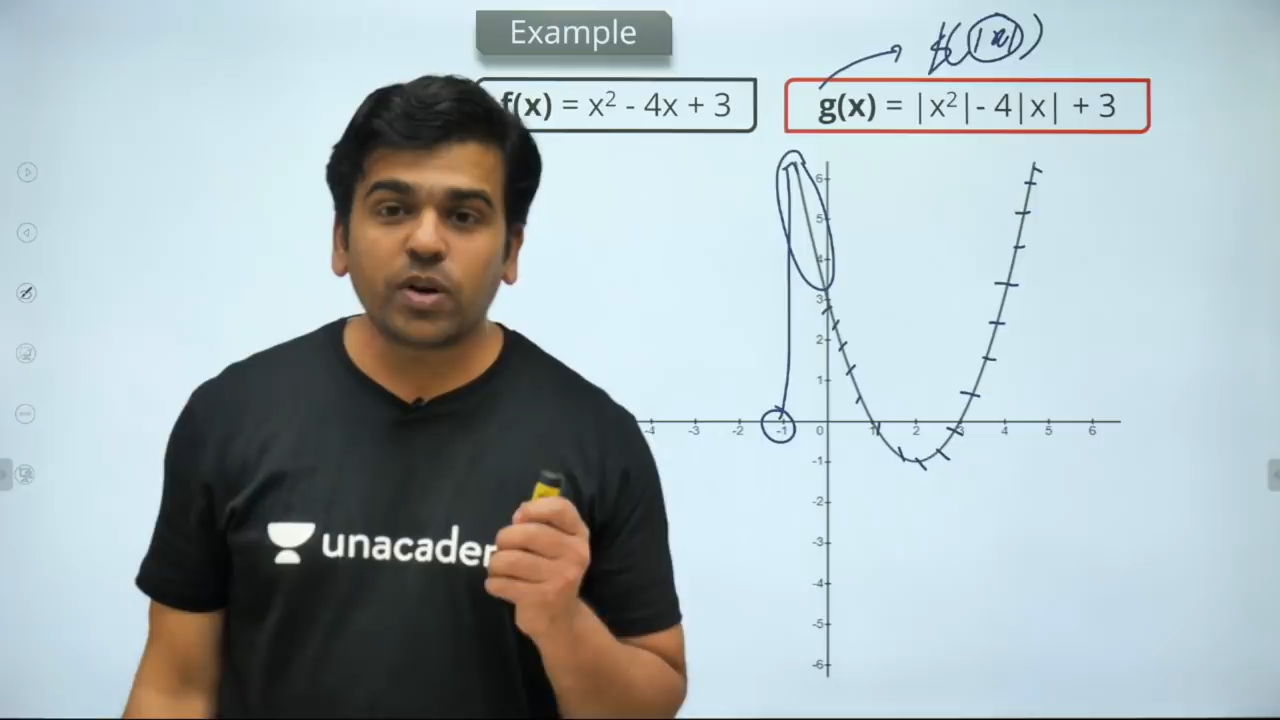 Example
f(x) = x² - 4x + 3
g(x) = |x²| - 4|x| + 3
f(|x|)
6
5
4
3
2
1
-4 -3 -2 -1 0 1 2 3 4 5 6
-1
-2
-3
-4
-5
-6
unacadem